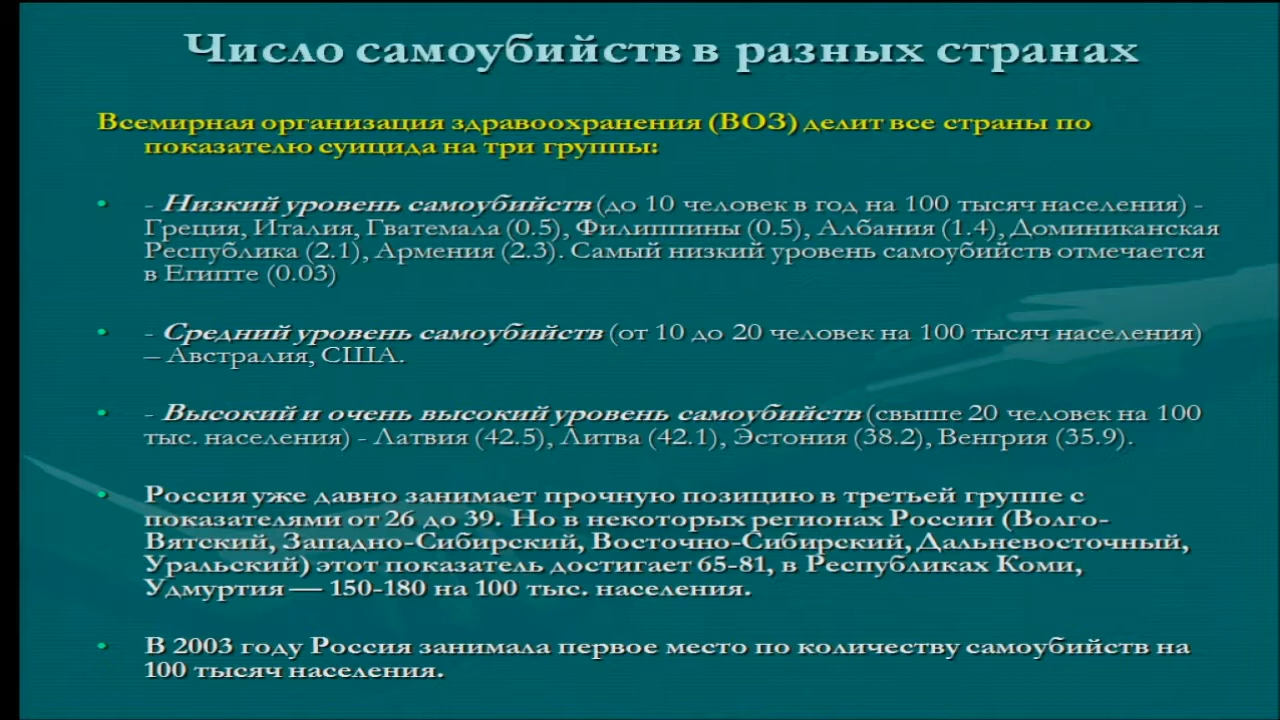 Число самоубийств в разных странах
Всемирная организация здравоохранения (ВОЗ) делит все страны по
показателю суицида на три группы:
• - Низкий уровень самоубийств (до 10 человек в год на 100 тысяч населения) -
Греция, Италия, Гватемала (0.5), Филиппины (0.5), Албания (1.4), Доминиканская
Республика (2.1), Армения (2.3). Самый низкий уровень самоубийств отмечается
в Египте (0.03)
• - Средний уровень самоубийств (от 10 до 20 человек на 100 тысяч населения)
– Австралия, США.
• - Высокий и очень высокий уровень самоубийств (свыше 20 человек на 100
тыс. населения) - Латвия (42.5), Литва (42.1), Эстония (38.2), Венгрия (35.9).
• Россия уже давно занимает прочную позицию в третьей группе с
показателями от 26 до 39. Но в некоторых регионах России (Волго-
Вятский, Западно-Сибирский, Восточно-Сибирский, Дальневосточный,
Уральский) этот показатель достигает 65-81, в Республиках Коми,
Удмуртия — 150-180 на 100 тыс. населения.
• В 2003 году Россия занимала первое место по количеству самоубийств на
100 тысяч населения.